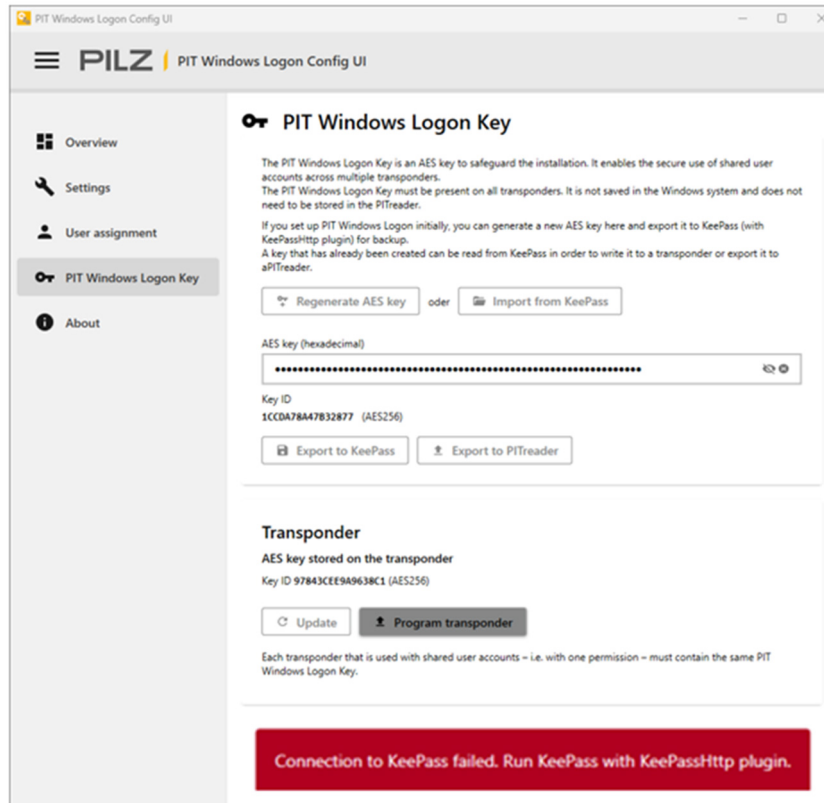 PIT Windows Logon Config UI
PILZ PIT Windows Logon Config UI
Overview
Settings
User assignment
PIT Windows Logon Key
About
PIT Windows Logon Key
The PIT Windows Logon Key is an AES key to safeguard the installation. It enables the secure use of shared user
accounts across multiple transponders.
The PIT Windows Logon Key must be present on all transponders. It is not saved in the Windows system and does not
need to be stored in the PITreader.
If you set up PIT Windows Logon initially, you can generate a new AES key here and export it to KeePass (with
KeePassHttp plugin) for backup.
A key that has already been created can be read from KeePass in order to write it to a transponder or export it to
aPITreader.
Regenerate AES key oder Import from KeePass
AES key (hexadecimal)
Key ID
1CCDA78A47B32877 (AES256)
Export to KeePass Export to PITreader
Transponder
AES key stored on the transponder
Key ID 97843CEE9A9638C1 (AES256)
Update Program transponder
Each transponder that is used with shared user accounts – i.e. with one permission – must contain the same PIT
Windows Logon Key.
Connection to KeePass failed. Run KeePass with KeePassHttp plugin.